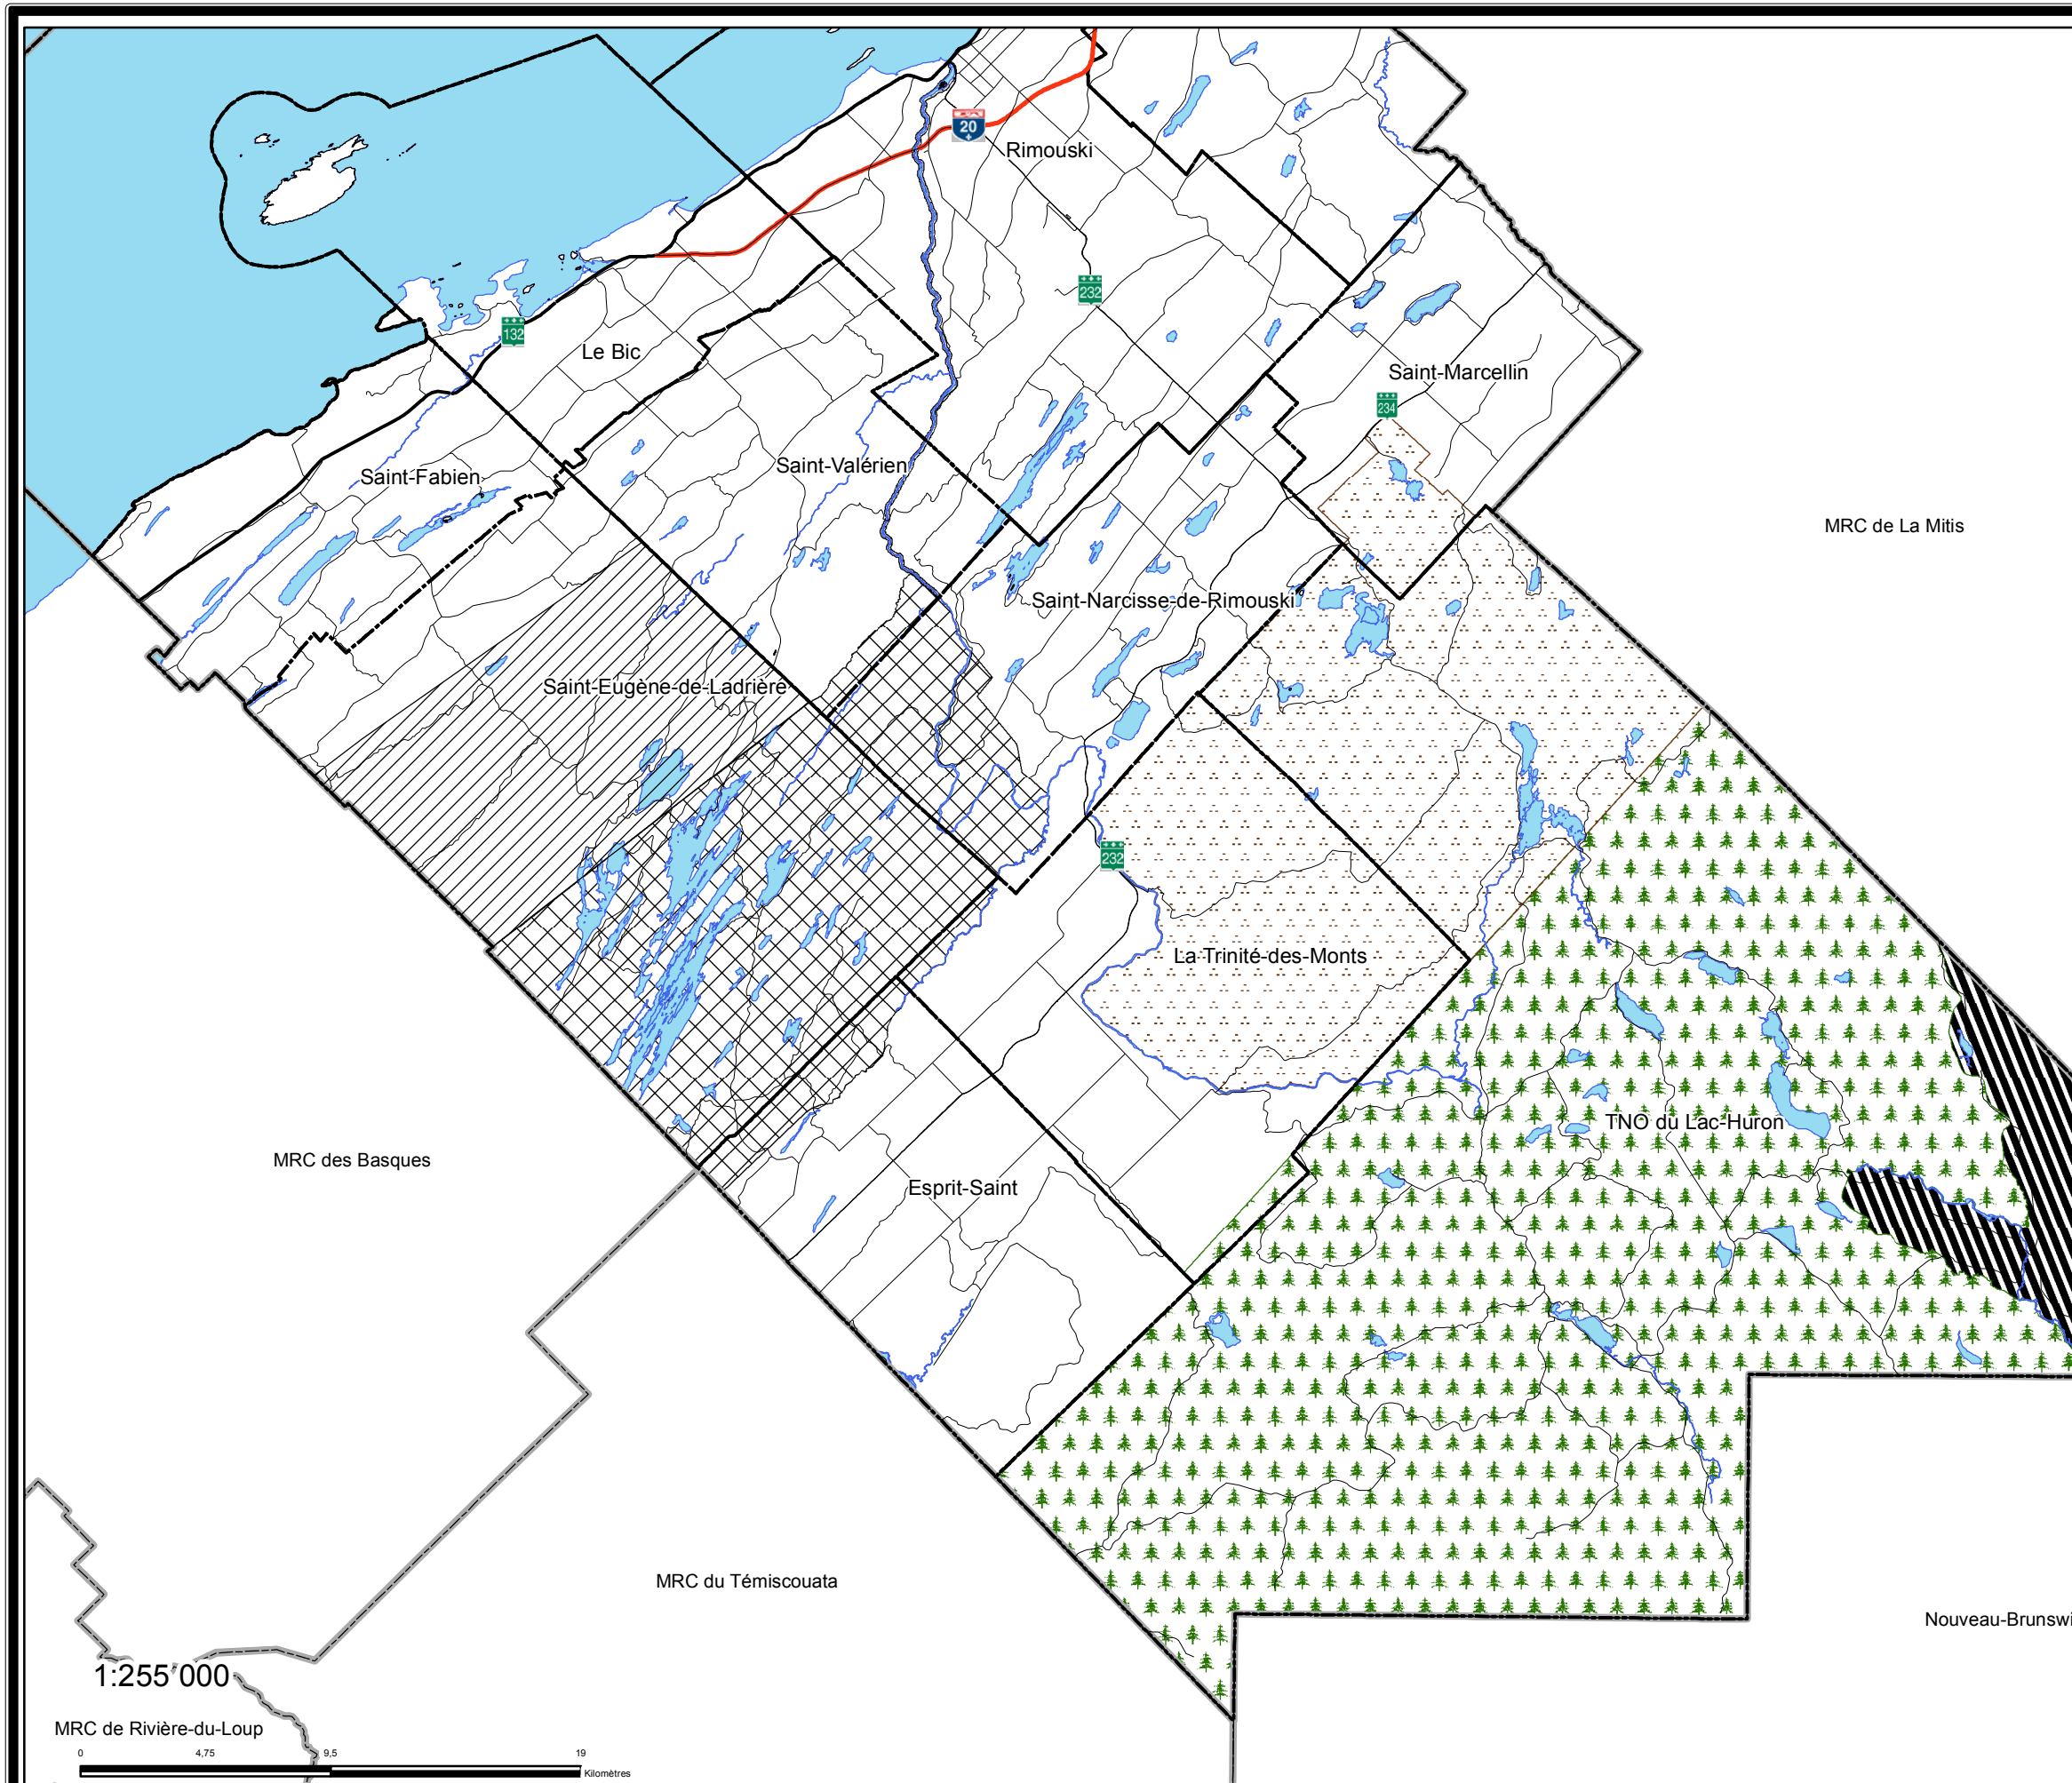 20
Rimouski
232
132
Le Bic
Saint-Marcellin
234
Saint-Valérien
Saint-Fabien
MRC de La Mitis
Saint-Narcisse-de-Rimouski
Saint-Eugène-de-Ladrière
232
La Trinité-des-Monts
TNO du Lac-Huron
MRC des Basques
Esprit-Saint
MRC du Témiscouata
Nouveau-Brunswi
1:255 000
MRC de Rivière-du-Loup
0 4,75 9,5 19
Kilomètres